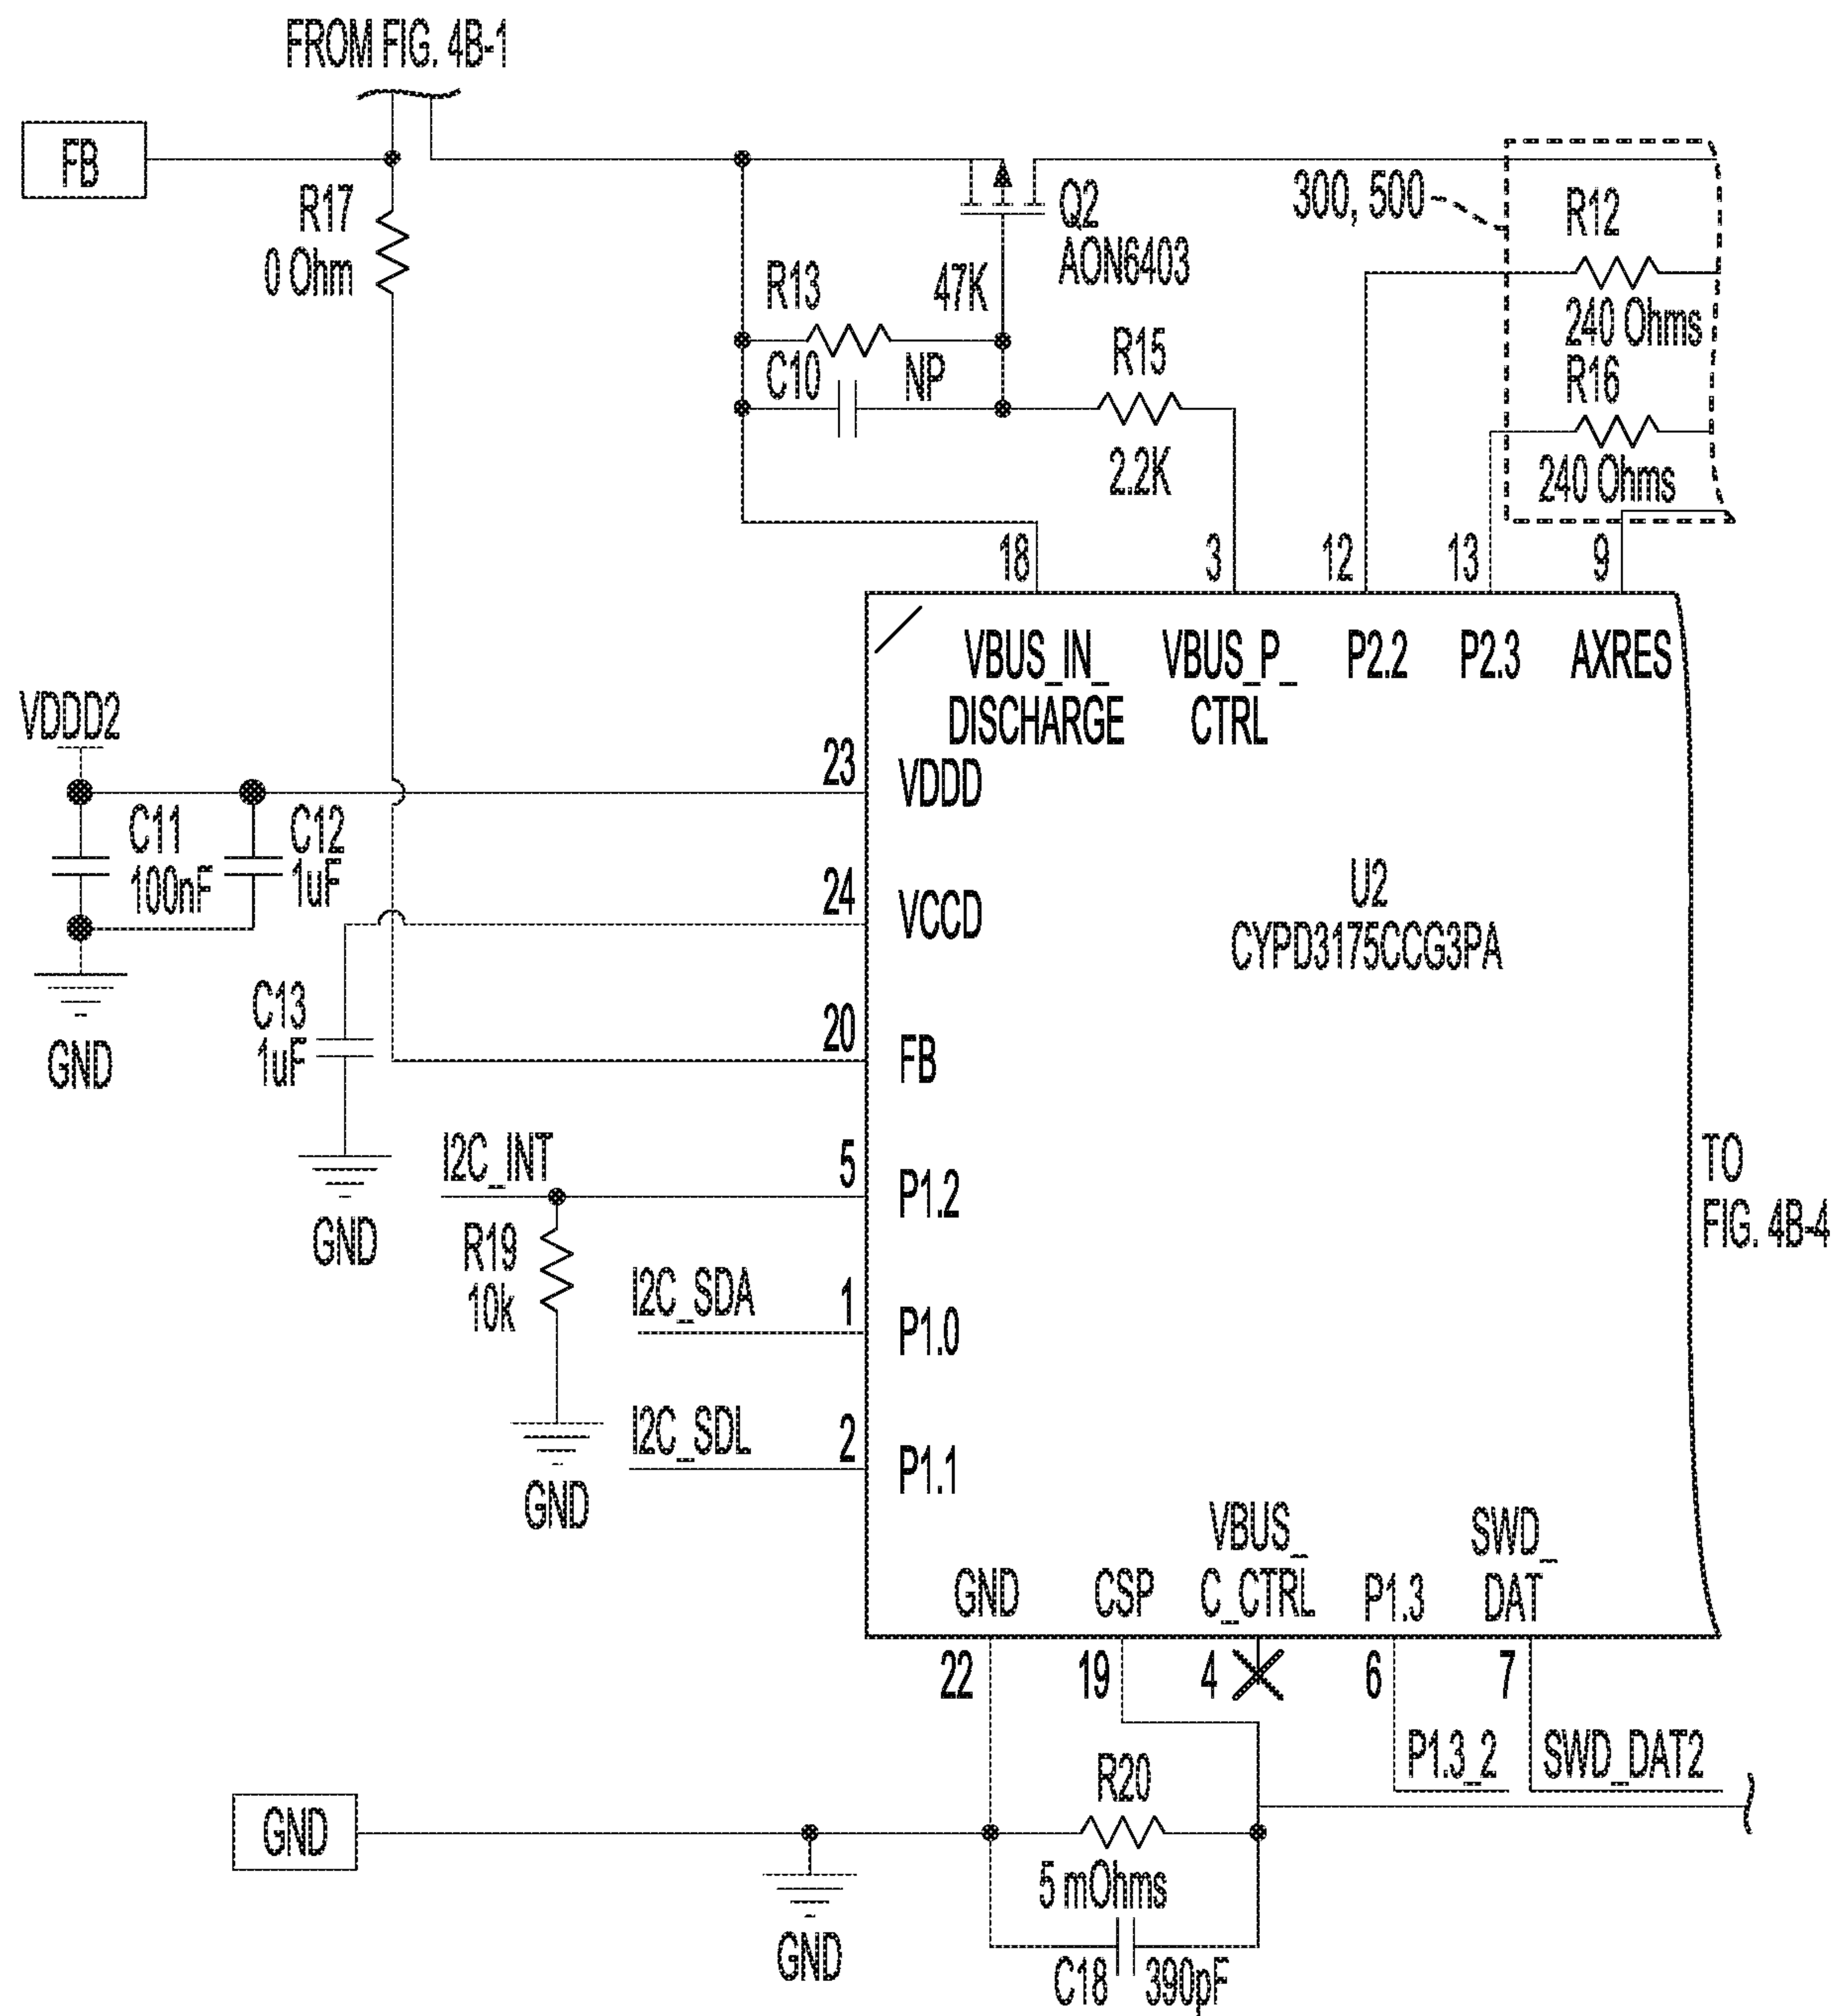 FROM FIG. 4B-1
FB
R17
0 Ohm
Q2
AON6403
300, 500
R12
240 Ohms
R16
240 Ohms
R13
47K
C10
NP
R15
2.2K
18
3
12
13
9
VBUS_IN_
DISCHARGE
VBUS_P_
CTRL
P2.2
P2.3
AXRES
VDDD2
23
VDDD
C11
100nF
C12
1uF
GND
24
VCCD
U2
CYPD3175CCG3PA
C13
1uF
GND
20
FB
I2C_INT
5
P1.2
R19
10k
GND
I2C_SDA
1
P1.0
I2C_SDL
2
P1.1
TO
FIG. 4B-4
GND
CSP
VBUS_
C_CTRL
P1.3
SWD_
DAT
22
19
4
6
7
P1.3_2
SWD_DAT2
GND
GND
R20
5 mOhms
C18
390pF